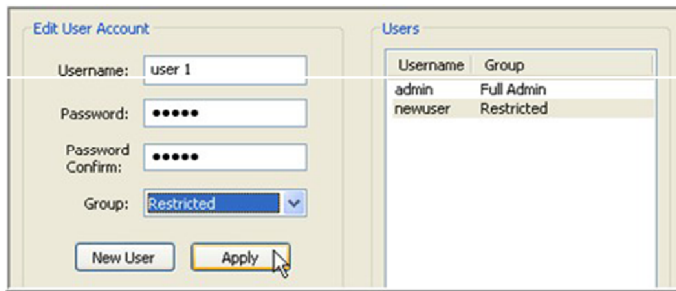 Edit User Account
Username: user 1
Password: •••••
Password
Confirm: •••••
Group: Restricted
New User Apply
Users
Username Group
admin Full Admin
newuser Restricted